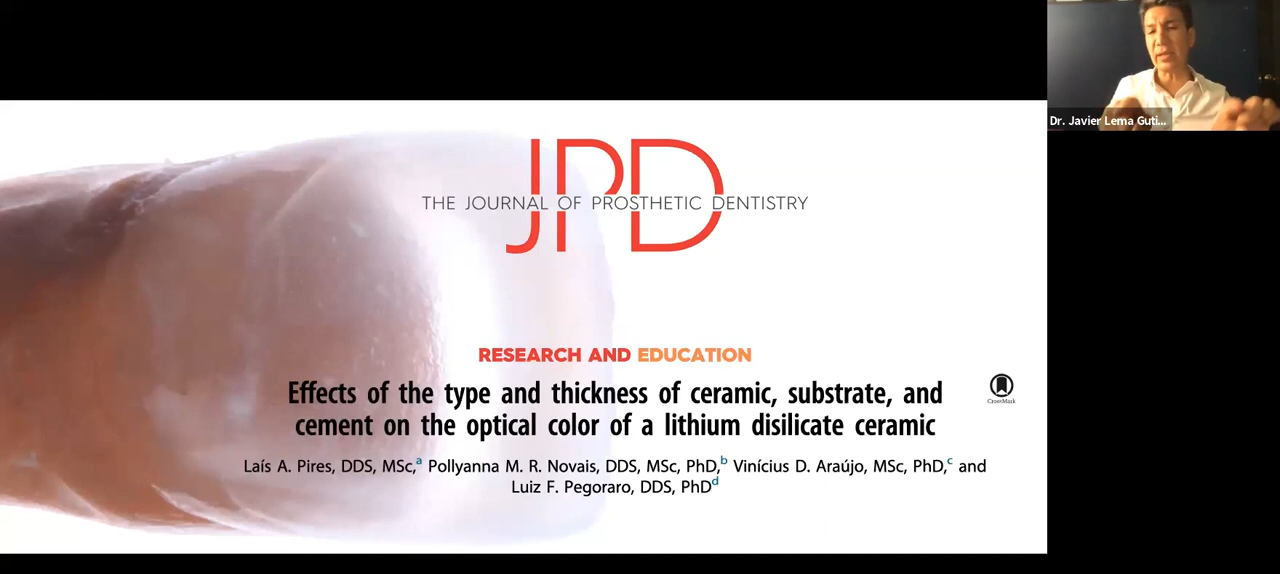 JPD
THE JOURNAL OF PROSTHETIC DENTISTRY
RESEARCH AND EDUCATION
Effects of the type and thickness of ceramic, substrate, and
cement on the optical color of a lithium disilicate ceramic
CrossMark
Laís A. Pires, DDS, MSc,ᵃ Pollyanna M. R. Novais, DDS, MSc, PhD,ᵇ Vinícius D. Araújo, MSc, PhD,ᶜ and
Luiz F. Pegoraro, DDS, PhDᵈ
Dr. Javier Lema Guti...